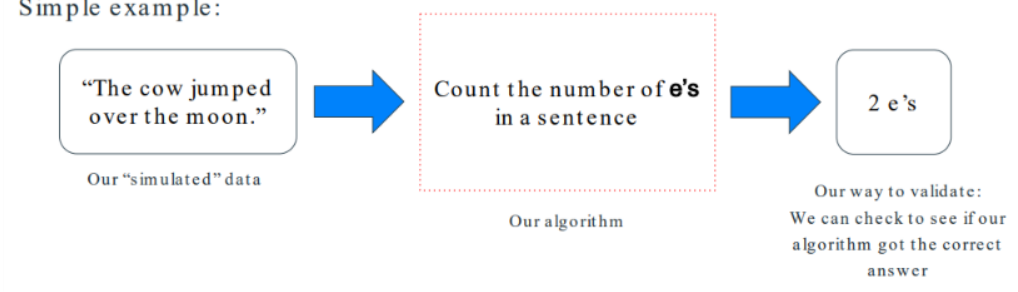 Simple example:
“The cow jumped
over the moon.”
Our “simulated” data
Count the number of e's
in a sentence
Our algorithm
2 e’s
Our way to validate:
We can check to see if our
algorithm got the correct
answer